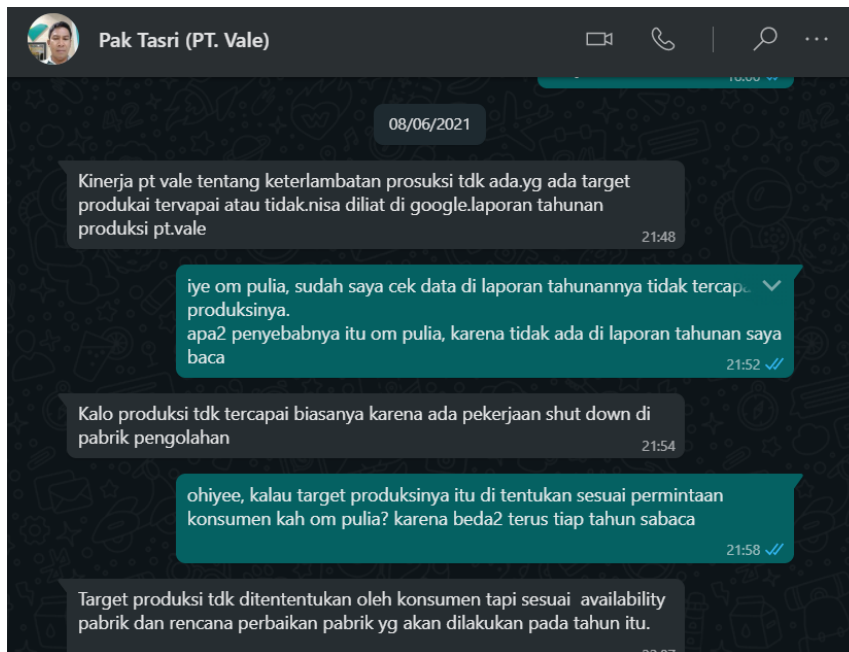 Pak Tasri (PT. Vale)
08/06/2021
Kinerja pt vale tentang keterlambatan prosuksi tdk ada.yg ada target
produkai tervapai atau tidak.nisa diliat di google.laporan tahunan
produksi pt.vale
21:48
iye om pulia, sudah saya cek data di laporan tahunannya tidak tercap
produksinya.
apa2 penyebabnya itu om pulia, karena tidak ada di laporan tahunan saya
baca
21:52
Kalo produksi tdk tercapai biasanya karena ada pekerjaan shut down di
pabrik pengolahan
21:54
ohiyee, kalau target produksinya itu di tentukan sesuai permintaan
konsumen kah om pulia? karena beda2 terus tiap tahun sabaca
21:58
Target produksi tdk ditententukan oleh konsumen tapi sesuai availability
pabrik dan rencana perbaikan pabrik yg akan dilakukan pada tahun itu.